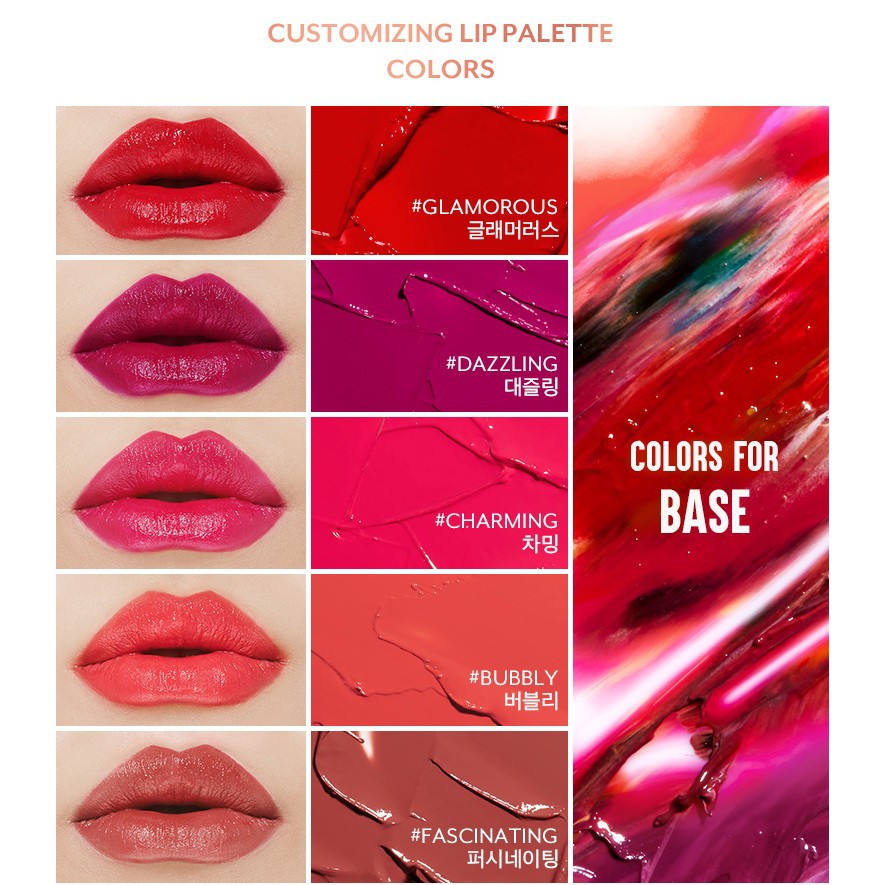 CUSTOMIZING LIP PALETTE
COLORS
#GLAMOROUS
글래머러스
#DAZZLING
대즐링
#CHARMING
차밍
#BUBBLY
버블리
#FASCINATING
퍼시네이팅
COLORS FOR
BASE